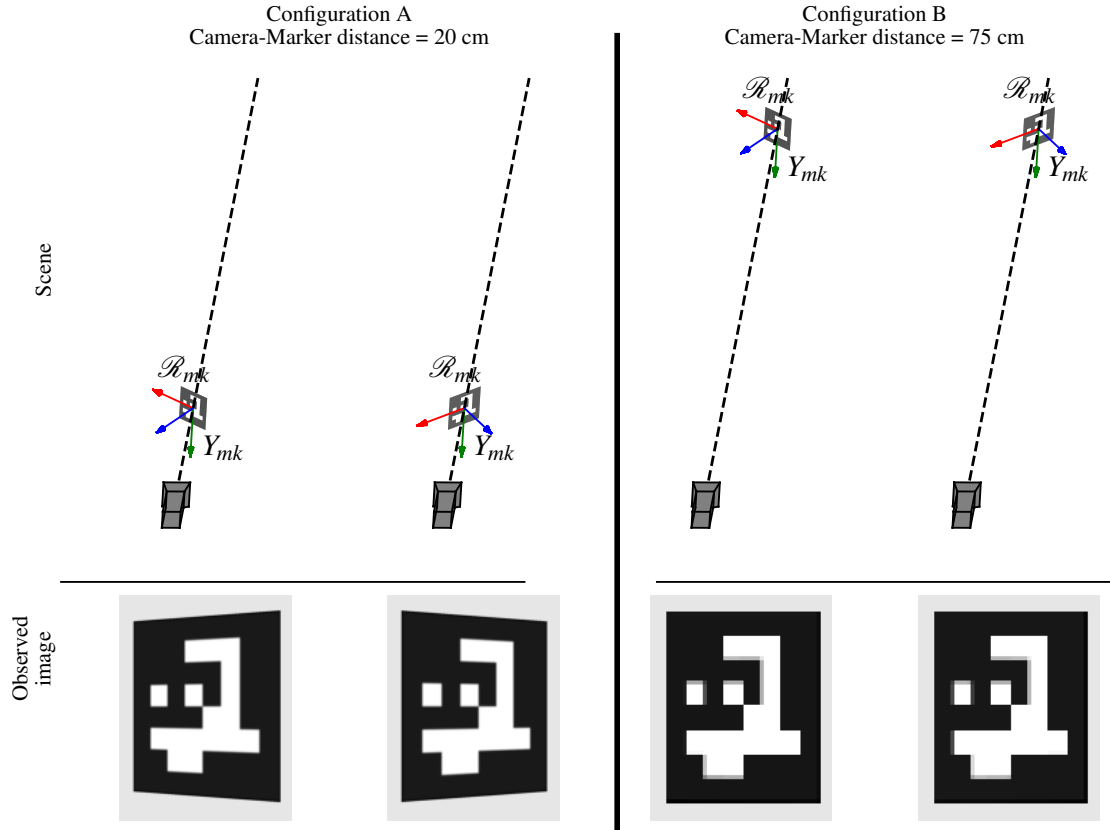 Configuration A
Camera-Marker distance = 20 cm
Configuration B
Camera-Marker distance = 75 cm
Scene
ℛmk
Ymk
ℛmk
Ymk
ℛmk
Ymk
ℛmk
Ymk
Observed
image